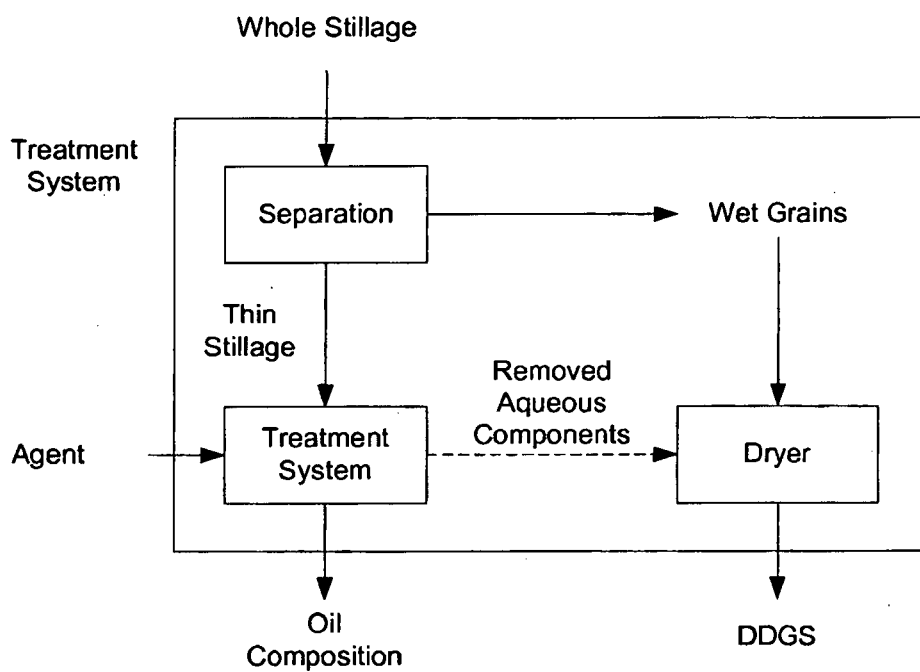 Whole Stillage
Treatment
System
Separation
Wet Grains
Thin
Stillage
Removed
Aqueous
Components
Agent
Treatment
System
Dryer
Oil
Composition
DDGS